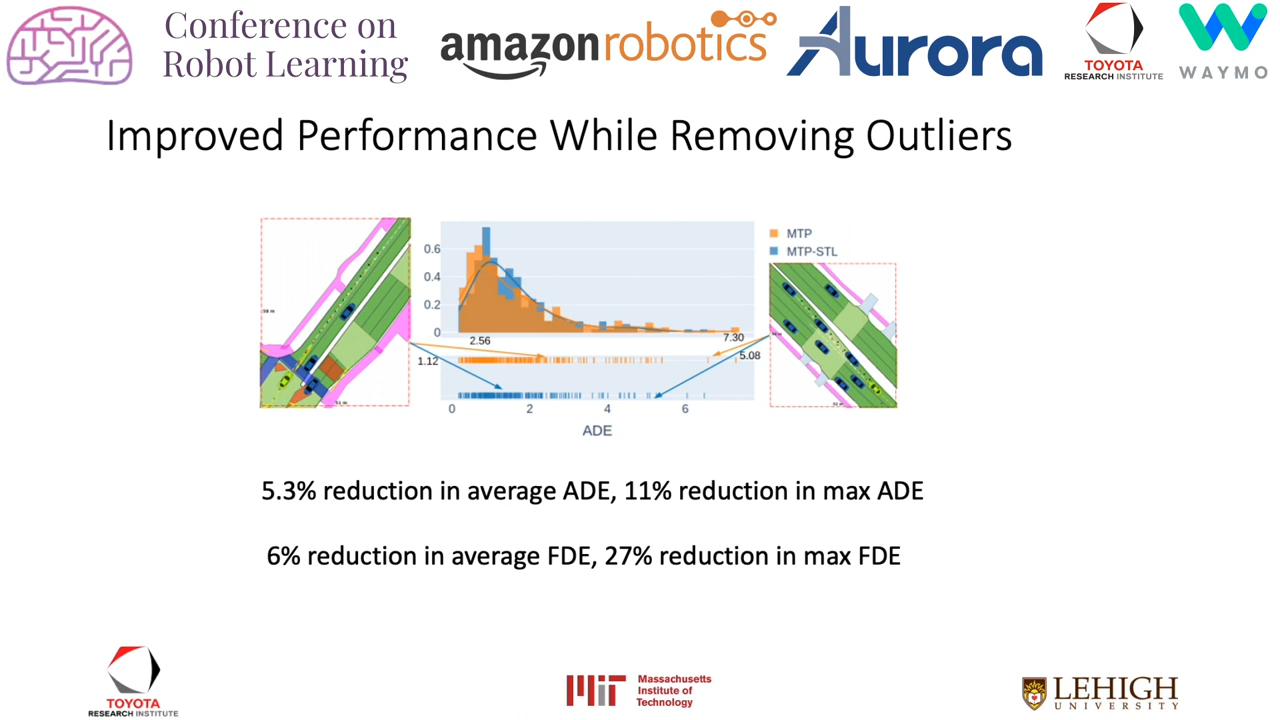 Conference on
Robot Learning
amazonrobotics
Aurora
TOYOTA
RESEARCH INSTITUTE
WAYMO
Improved Performance While Removing Outliers
MTP
MTP-STL
0.6
0.4
0.2
0
2.56
7.30
5.08
1.12
0 2 4 6
ADE
5.3% reduction in average ADE, 11% reduction in max ADE
6% reduction in average FDE, 27% reduction in max FDE
TOYOTA
RESEARCH INSTITUTE
MIT
Massachusetts
Institute of
Technology
LEHIGH
UNIVERSITY